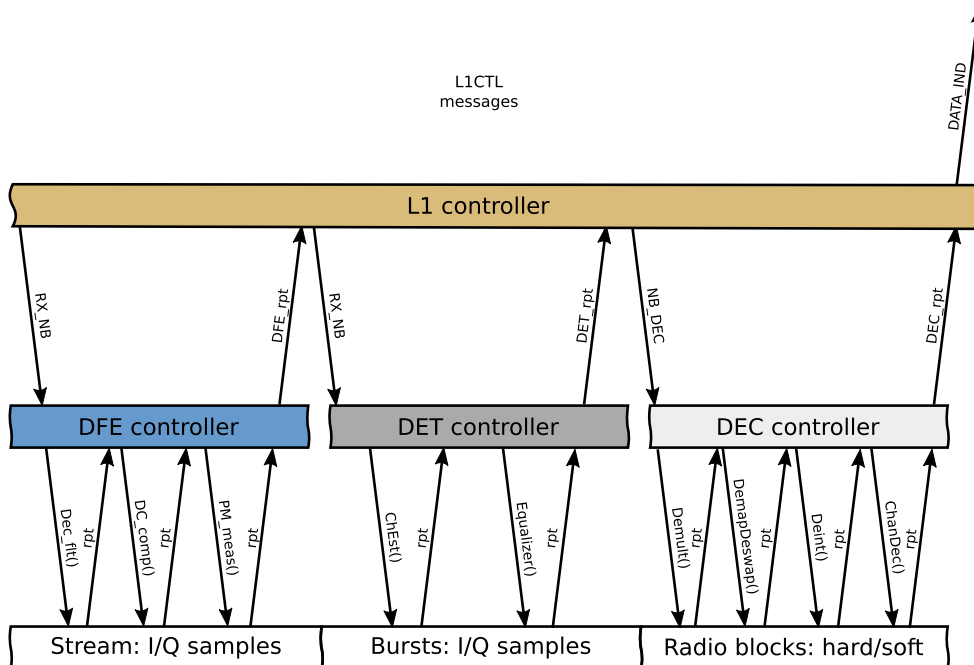 L1CTL
messages
DATA_IND
L1 controller
RX_NB
DFE_rpt
RX_NB
DET_rpt
NB_DEC
DEC_rpt
DFE controller
DET controller
DEC controller
Dec_flt()
rpt
DC_comp()
rpt
PM_meas()
rpt
ChEst()
rpt
Equalizer()
rpt
Demult()
rpt
DemapDeswap()
rpt
Deint()
rpt
ChanDec()
rpt
Stream: I/Q samples
Bursts: I/Q samples
Radio blocks: hard/soft